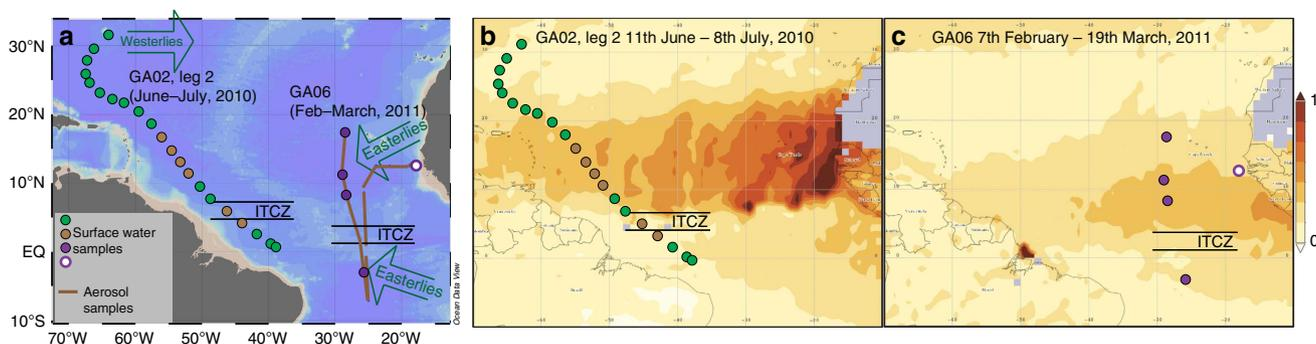 a
Westerlies
GA02, leg 2
(June–July, 2010)
GA06
(Feb–March, 2011)
Easterlies
ITCZ
ITCZ
Easterlies
Surface water
samples
Aerosol
samples
30°N
20°N
10°N
EQ
10°S
70°W
60°W
50°W
40°W
30°W
20°W
Ocean Data View
b
GA02, leg 2 11th June – 8th July, 2010
ITCZ
c
GA06 7th February – 19th March, 2011
ITCZ
1
0